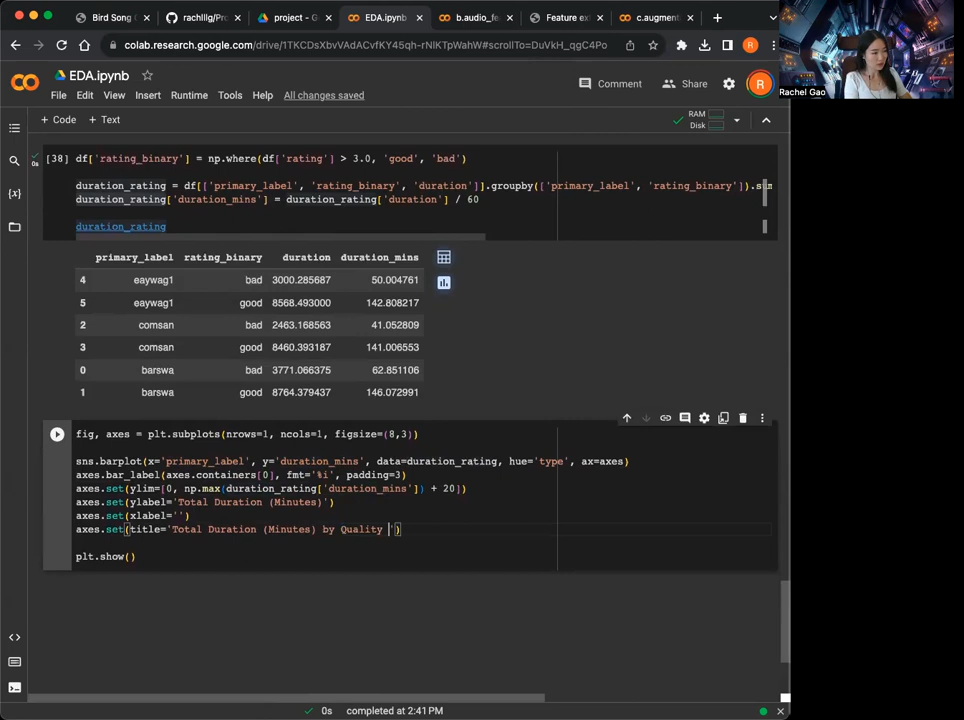 Bird Song C
rachlllg/Pro
project - G
EDA.ipynb
b.audio_fe
Feature ex
c.augment
colab.research.google.com/drive/1TKCDsXbvVAdACvfKY45qh-rNlKTpWahW#scrollTo=DuVkH_qgC4Po
R
Rachel Gao
EDA.ipynb
Comment
Share
R
File Edit View Insert Runtime Tools Help All changes saved
+ Code + Text
RAM
Disk
0s
[38] df['rating_binary'] = np.where(df['rating'] > 3.0, 'good', 'bad')
duration_rating = df[['primary_label', 'rating_binary', 'duration']].groupby(['primary_label', 'rating_binary']).sum
duration_rating['duration_mins'] = duration_rating['duration'] / 60
duration_rating
primary_label rating_binary duration duration_mins
4 eaywag1 bad 3000.285687 50.004761
5 eaywag1 good 8568.493000 142.808217
2 comsan bad 2463.168563 41.052809
3 comsan good 8460.393187 141.006553
0 barswa bad 3771.066375 62.851106
1 barswa good 8764.379437 146.072991
fig, axes = plt.subplots(nrows=1, ncols=1, figsize=(8,3))
sns.barplot(x='primary_label', y='duration_mins', data=duration_rating, hue='type', ax=axes)
axes.bar_label(axes.containers[0], fmt='%i', padding=3)
axes.set(ylim=[0, np.max(duration_rating['duration_mins']) + 20])
axes.set(ylabel='Total Duration (Minutes)')
axes.set(xlabel='')
axes.set(title='Total Duration (Minutes) by Quality ')
plt.show()
0s completed at 2:41 PM